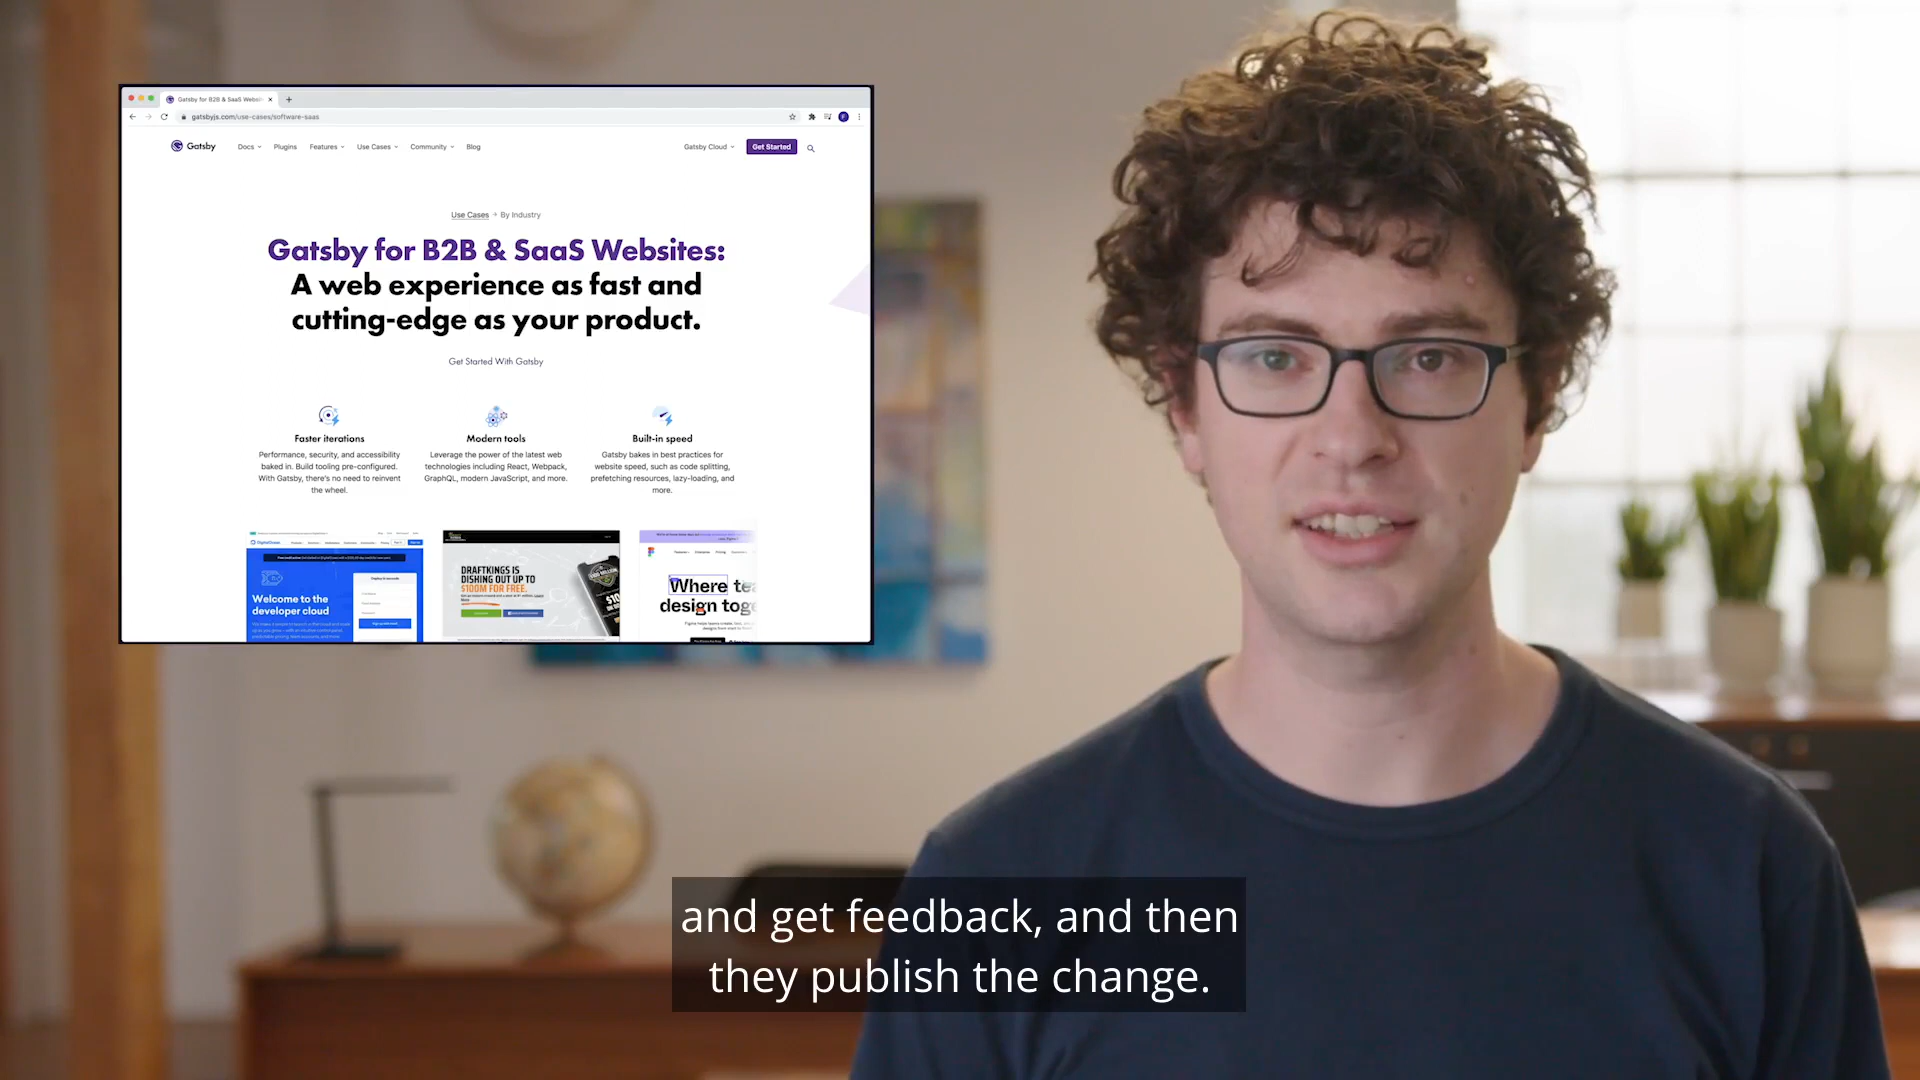 Gatsby for B2B & SaaS Websit
gatsbyjs.com/use-cases/software-saas
Gatsby
Docs
Plugins
Features
Use Cases
Community
Blog
Gatsby Cloud
Get Started
Use Cases → By Industry
Gatsby for B2B & SaaS Websites:
A web experience as fast and
cutting-edge as your product.
Get Started With Gatsby
Faster iterations
Performance, security, and accessibility
baked in. Build tooling pre-configured.
With Gatsby, there's no need to reinvent
the wheel.
Modern tools
Leverage the power of the latest web
technologies including React, Webpack,
GraphQL, modern JavaScript, and more.
Built-in speed
Gatsby bakes in best practices for
website speed, such as code splitting,
prefetching resources, lazy-loading, and
more.
DigitalOcean
Welcome to the
developer cloud
DRAFTKINGS IS
DISHING OUT UP TO
$100M FOR FREE.
Where tea
design toge
and get feedback, and then
they publish the change.